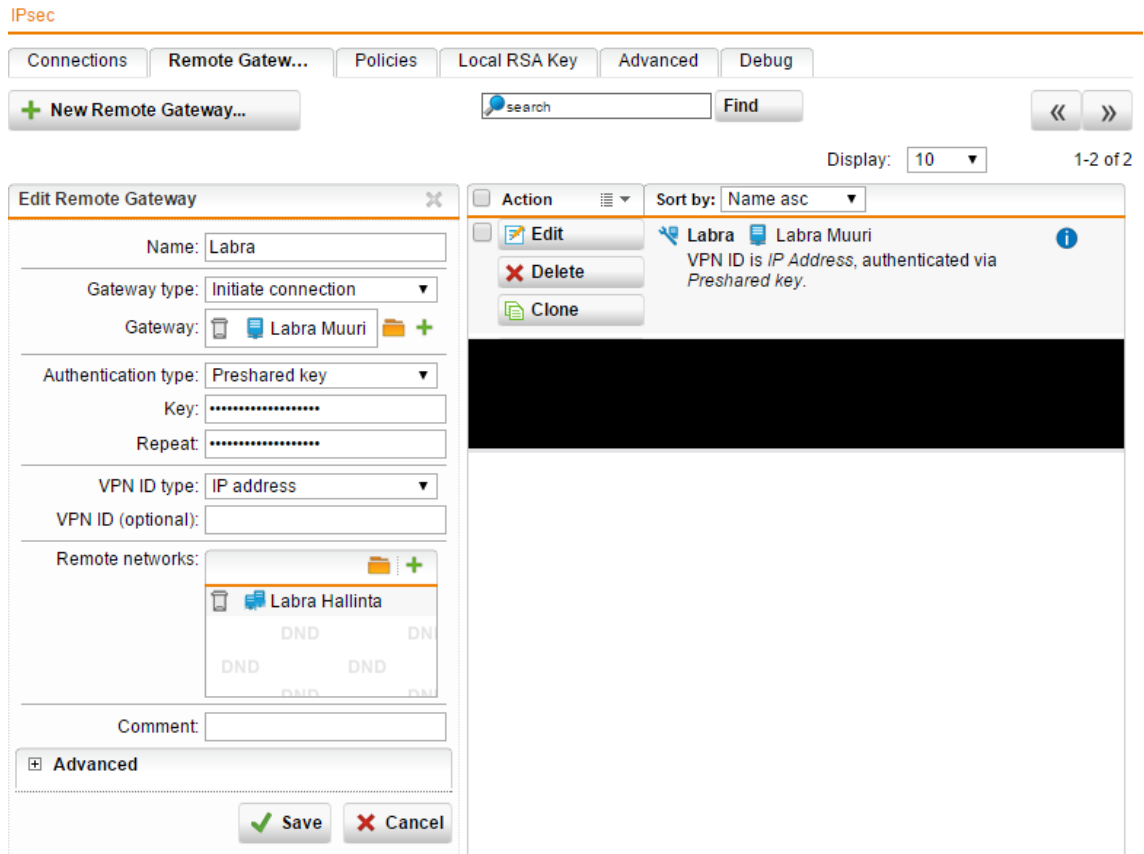 IPsec
Connections Remote Gatew... Policies Local RSA Key Advanced Debug
New Remote Gateway... search Find « »
Display: 10 1-2 of 2
Edit Remote Gateway
Name: Labra
Gateway type: Initiate connection
Gateway: Labra Muuri
Authentication type: Preshared key
Key: •••••••••••••••••••
Repeat: •••••••••••••••••••
VPN ID type: IP address
VPN ID (optional):
Remote networks:
Labra Hallinta
DND DND
DND DND
DND DND
Comment:
Advanced
Save Cancel
Action Sort by: Name asc
Edit Labra Labra Muuri
VPN ID is IP Address, authenticated via
Delete Preshared key.
Clone